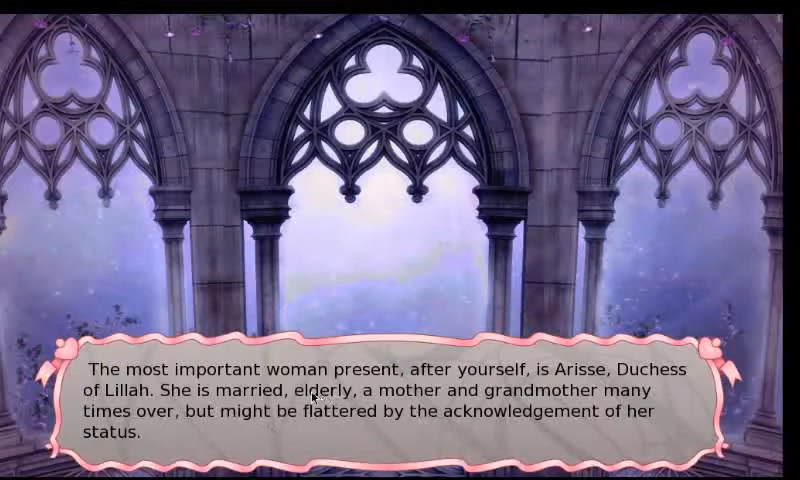 The most important woman present, after yourself, is Arisse, Duchess
of Lillah. She is married, elderly, a mother and grandmother many
times over, but might be flattered by the acknowledgement of her
status.